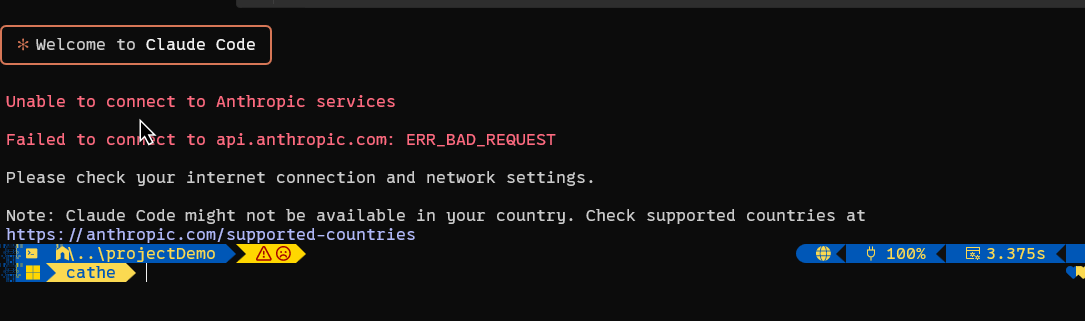 ✻ Welcome to Claude Code
Unable to connect to Anthropic services
Failed to connect to api.anthropic.com: ERR_BAD_REQUEST
Please check your internet connection and network settings.
Note: Claude Code might not be available in your country. Check supported countries at
https://anthropic.com/supported-countries
\..\projectDemo 100% 3.375s
cathe